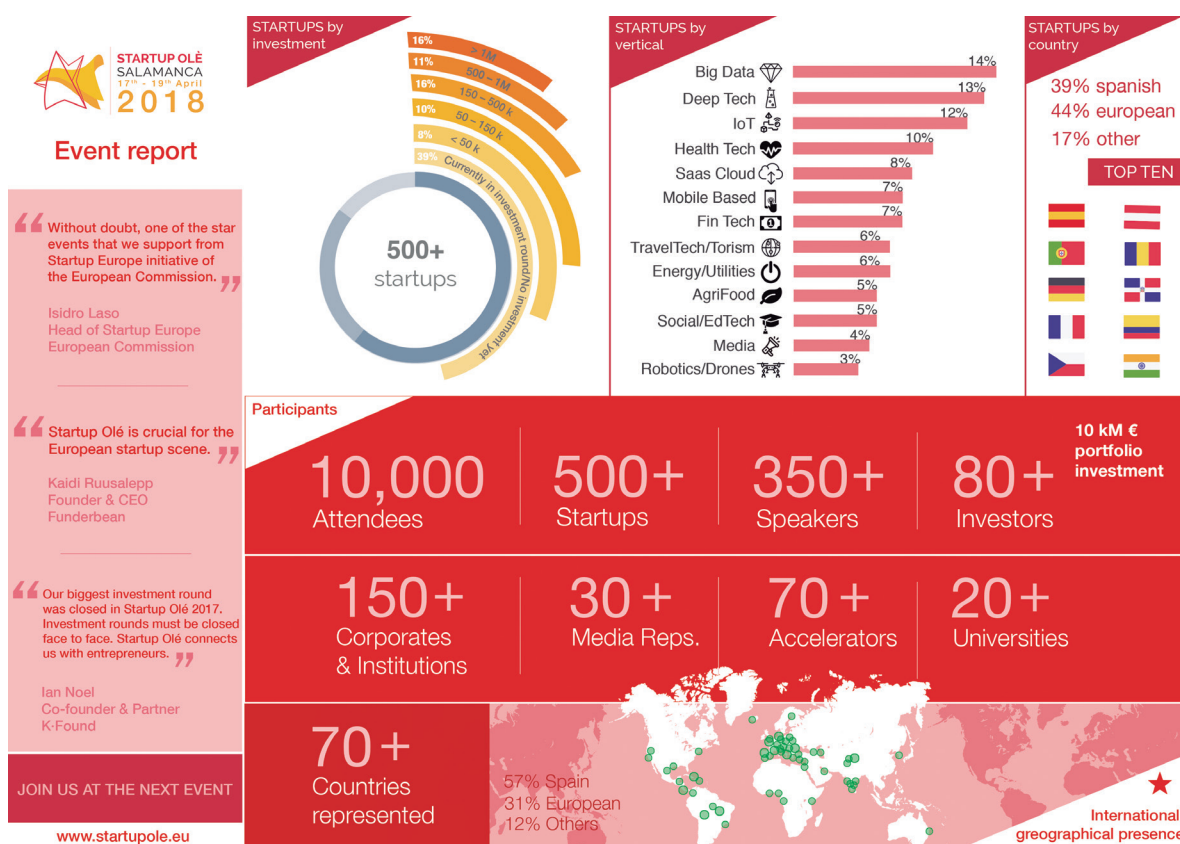 STARTUP OLÈ
SALAMANCA
17th - 19th April
2018
Event report
“ Without doubt, one of the star
events that we support from
Startup Europe initiative of
the European Commission. ”
Isidro Laso
Head of Startup Europe
European Commission
“ Startup Olé is crucial for the
European startup scene. ”
Kaidi Ruusalepp
Founder & CEO
Funderbean
“ Our biggest investment round
was closed in Startup Olé 2017.
Investment rounds must be closed
face to face. Startup Olé connects
us with entrepreneurs. ”
Ian Noel
Co-founder & Partner
K-Found
JOIN US AT THE NEXT EVENT
www.startupole.eu
STARTUPS by
investment
16% > 1M
11% 500-1M
16% 150-500 k
10% 50-150 k
8% < 50 k
39% Currently in investment round/No investment yet
500+
startups
STARTUPS by
vertical
Big Data 14%
Deep Tech 13%
IoT 12%
Health Tech 10%
Saas Cloud 8%
Mobile Based 7%
Fin Tech 7%
TravelTech/Torism 6%
Energy/Utilities 6%
AgriFood 5%
Social/EdTech 5%
Media 4%
Robotics/Drones 3%
STARTUPS by
country
39% spanish
44% european
17% other
TOP TEN
Participants
10,000
Attendees
500+
Startups
350+
Speakers
80+
Investors
10 kM €
portfolio
investment
150+
Corporates
& Institutions
30+
Media Reps.
70+
Accelerators
20+
Universities
70+
Countries
represented
57% Spain
31% European
12% Others
International
greographical presence